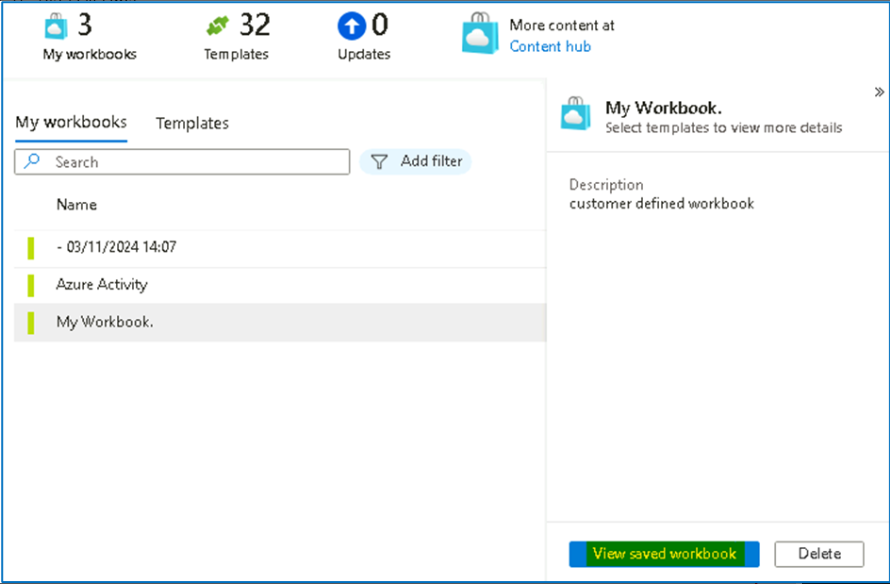 3
My workbooks
32
Templates
0
Updates
More content at
Content hub
»
My workbooks
Templates
Search
Add filter
Name
- 03/11/2024 14:07
Azure Activity
My Workbook.
My Workbook.
Select templates to view more details
Description
customer defined workbook
View saved workbook
Delete